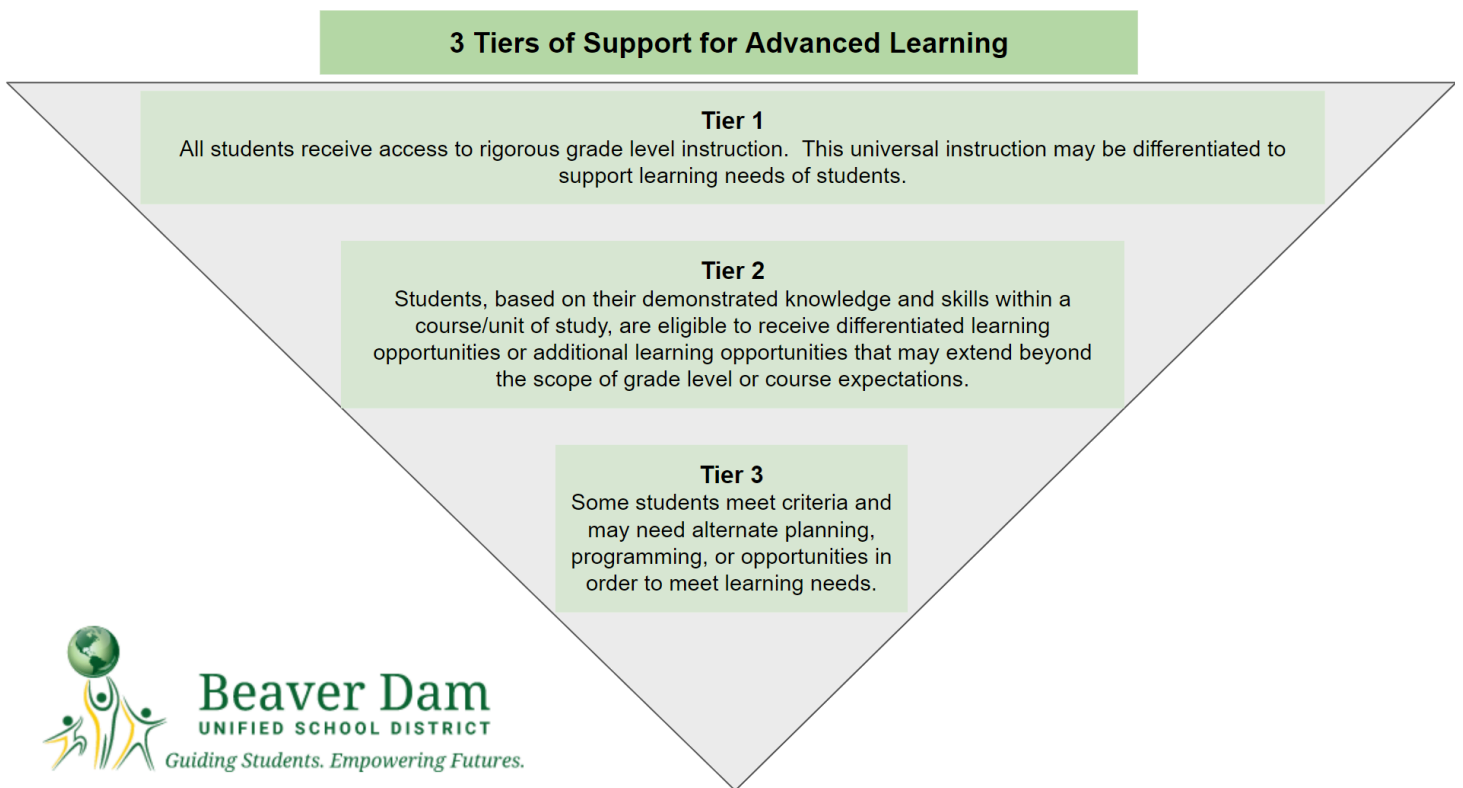 3 Tiers of Support for Advanced Learning
Tier 1
All students receive access to rigorous grade level instruction.  This universal instruction may be differentiated to
support learning needs of students.
Tier 2
Students, based on their demonstrated knowledge and skills within a
course/unit of study, are eligible to receive differentiated learning
opportunities or additional learning opportunities that may extend beyond
the scope of grade level or course expectations.
Tier 3
Some students meet criteria and
may need alternate planning,
programming, or opportunities in
order to meet learning needs.
Beaver Dam
UNIFIED SCHOOL DISTRICT
Guiding Students. Empowering Futures.